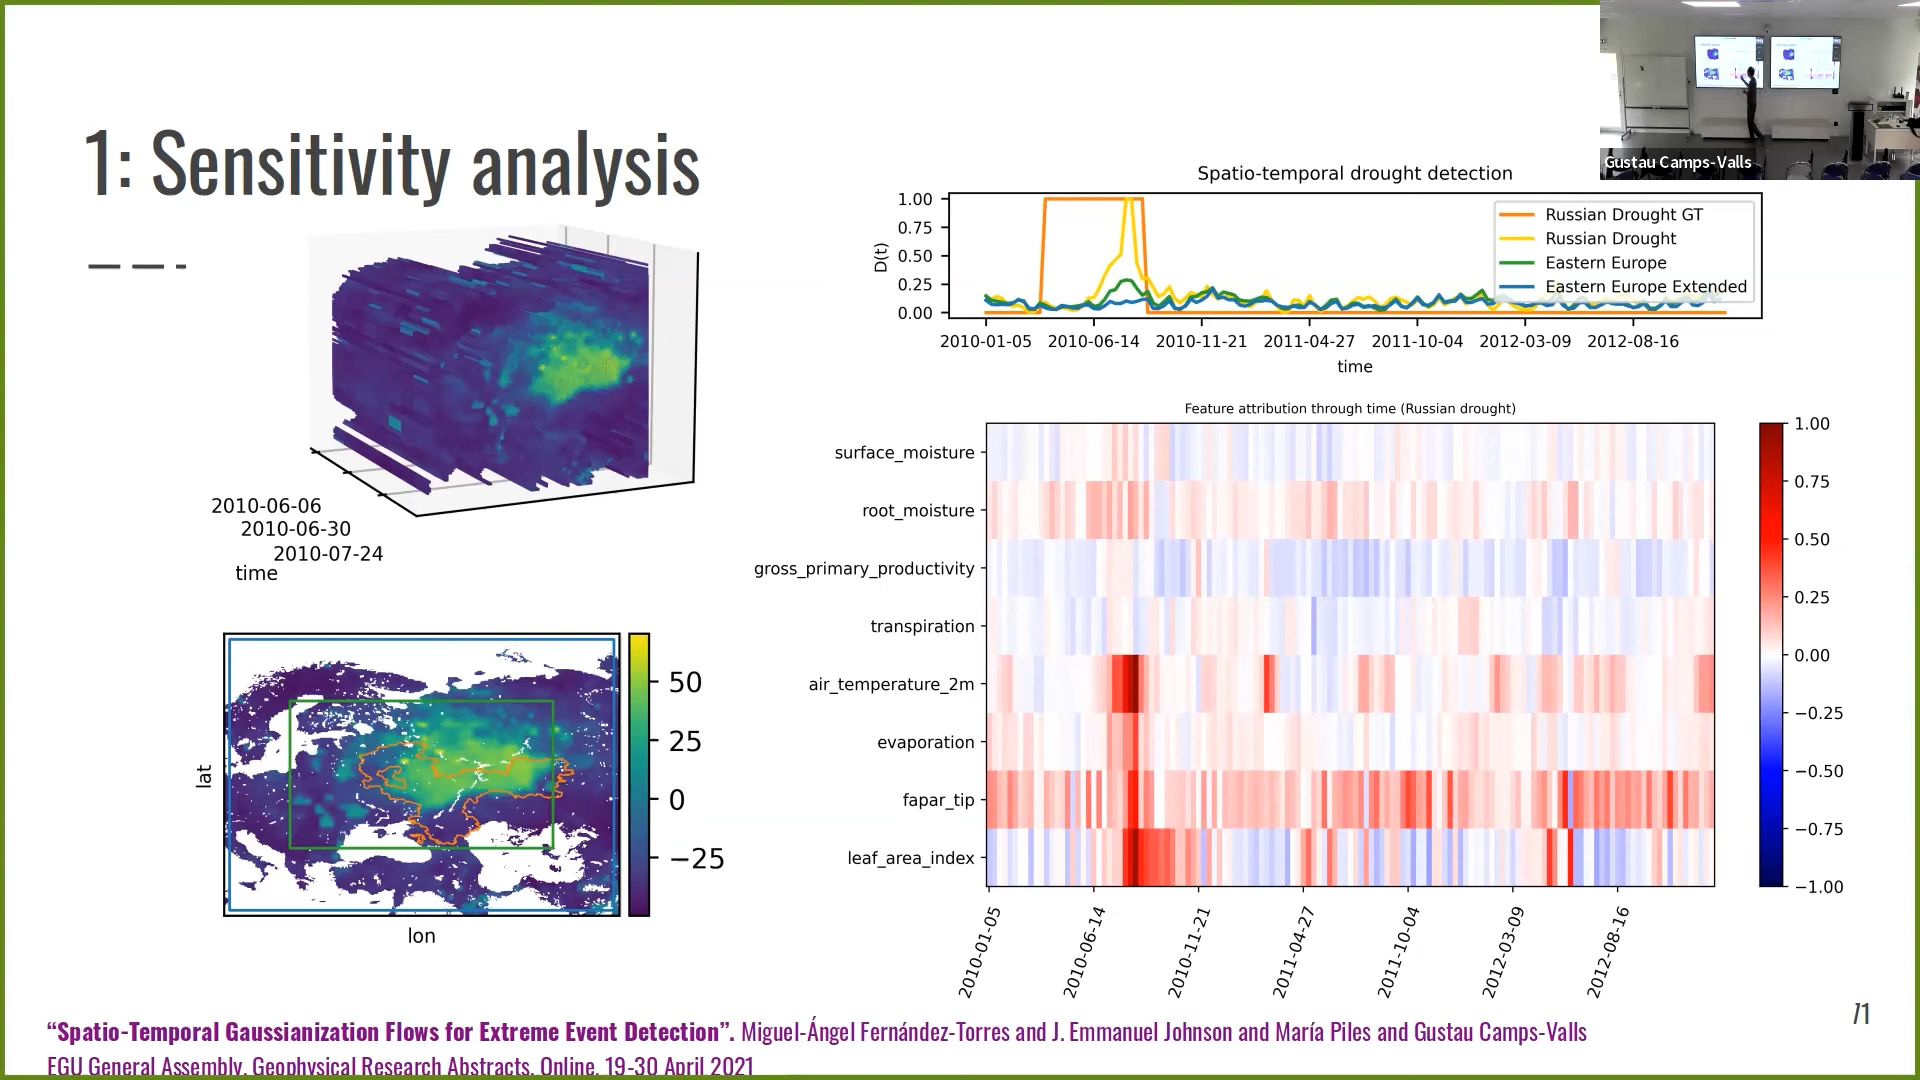 Gustau Camps-Valls
1: Sensitivity analysis
2010-06-06
2010-06-30
2010-07-24
time
50
25
0
−25
lat
lon
Spatio-temporal drought detection
D(t)
1.00
0.75
0.50
0.25
0.00
Russian Drought GT
Russian Drought
Eastern Europe
Eastern Europe Extended
2010-01-05 2010-06-14 2010-11-21 2011-04-27 2011-10-04 2012-03-09 2012-08-16
time
Feature attribution through time (Russian drought)
surface_moisture
root_moisture
gross_primary_productivity
transpiration
air_temperature_2m
evaporation
fapar_tip
leaf_area_index
2010-01-05 2010-06-14 2010-11-21 2011-04-27 2011-10-04 2012-03-09 2012-08-16
1.00
0.75
0.50
0.25
0.00
−0.25
−0.50
−0.75
−1.00
“Spatio-Temporal Gaussianization Flows for Extreme Event Detection”. Miguel-Ángel Fernández-Torres and J. Emmanuel Johnson and María Piles and Gustau Camps-Valls
EGU General Assembly, Geophysical Research Abstracts, Online, 19-30 April 2021